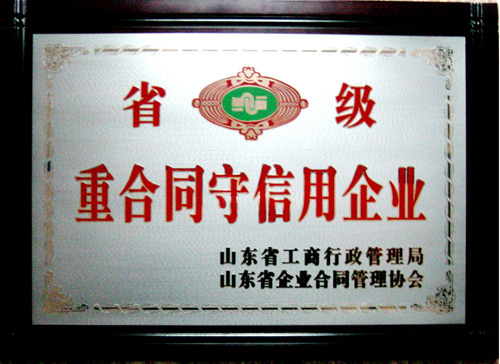 省 级
重合同守信用企业
山东省工商行政管理局
山东省企业合同管理协会